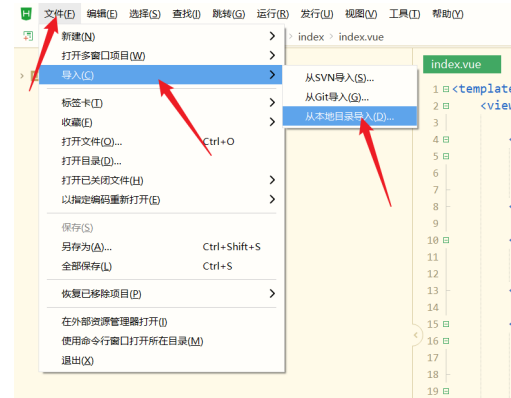 文件(F) 编辑(E) 选择(S) 查找(I) 跳转(G) 运行(R) 发行(U) 视图(V) 工具(T) 帮助(Y)
index > index.vue
新建(N) >
打开多窗口项目(W) >
导入(C) >
标签卡(T) >
收藏(F) >
打开文件(O)... Ctrl+O
打开目录(D)...
打开已关闭文件(H) >
以指定编码重新打开(E) >
保存(S)
另存为(A)... Ctrl+Shift+S
全部保存(L) Ctrl+S
恢复已移除项目(P) >
在外部资源管理器打开(I)
使用命令行窗口打开所在目录(M)
退出(X)
从SVN导入(S)...
从Git导入(G)...
从本地目录导入(D)...
index.vue
1 <template
2 <view
3
4 <
5
6
7
8 <
9
10 <
11
12
13 <
14 <
15 <
16
17
18
19